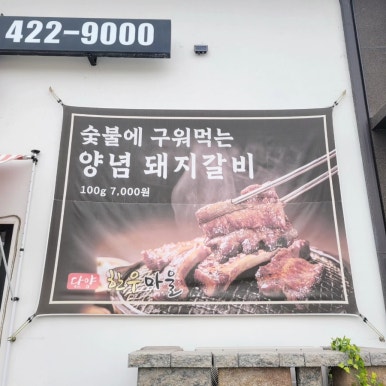 422-9000
숯불에 구워먹는
양념 돼지갈비
100g 7,000원
담양 한우마을